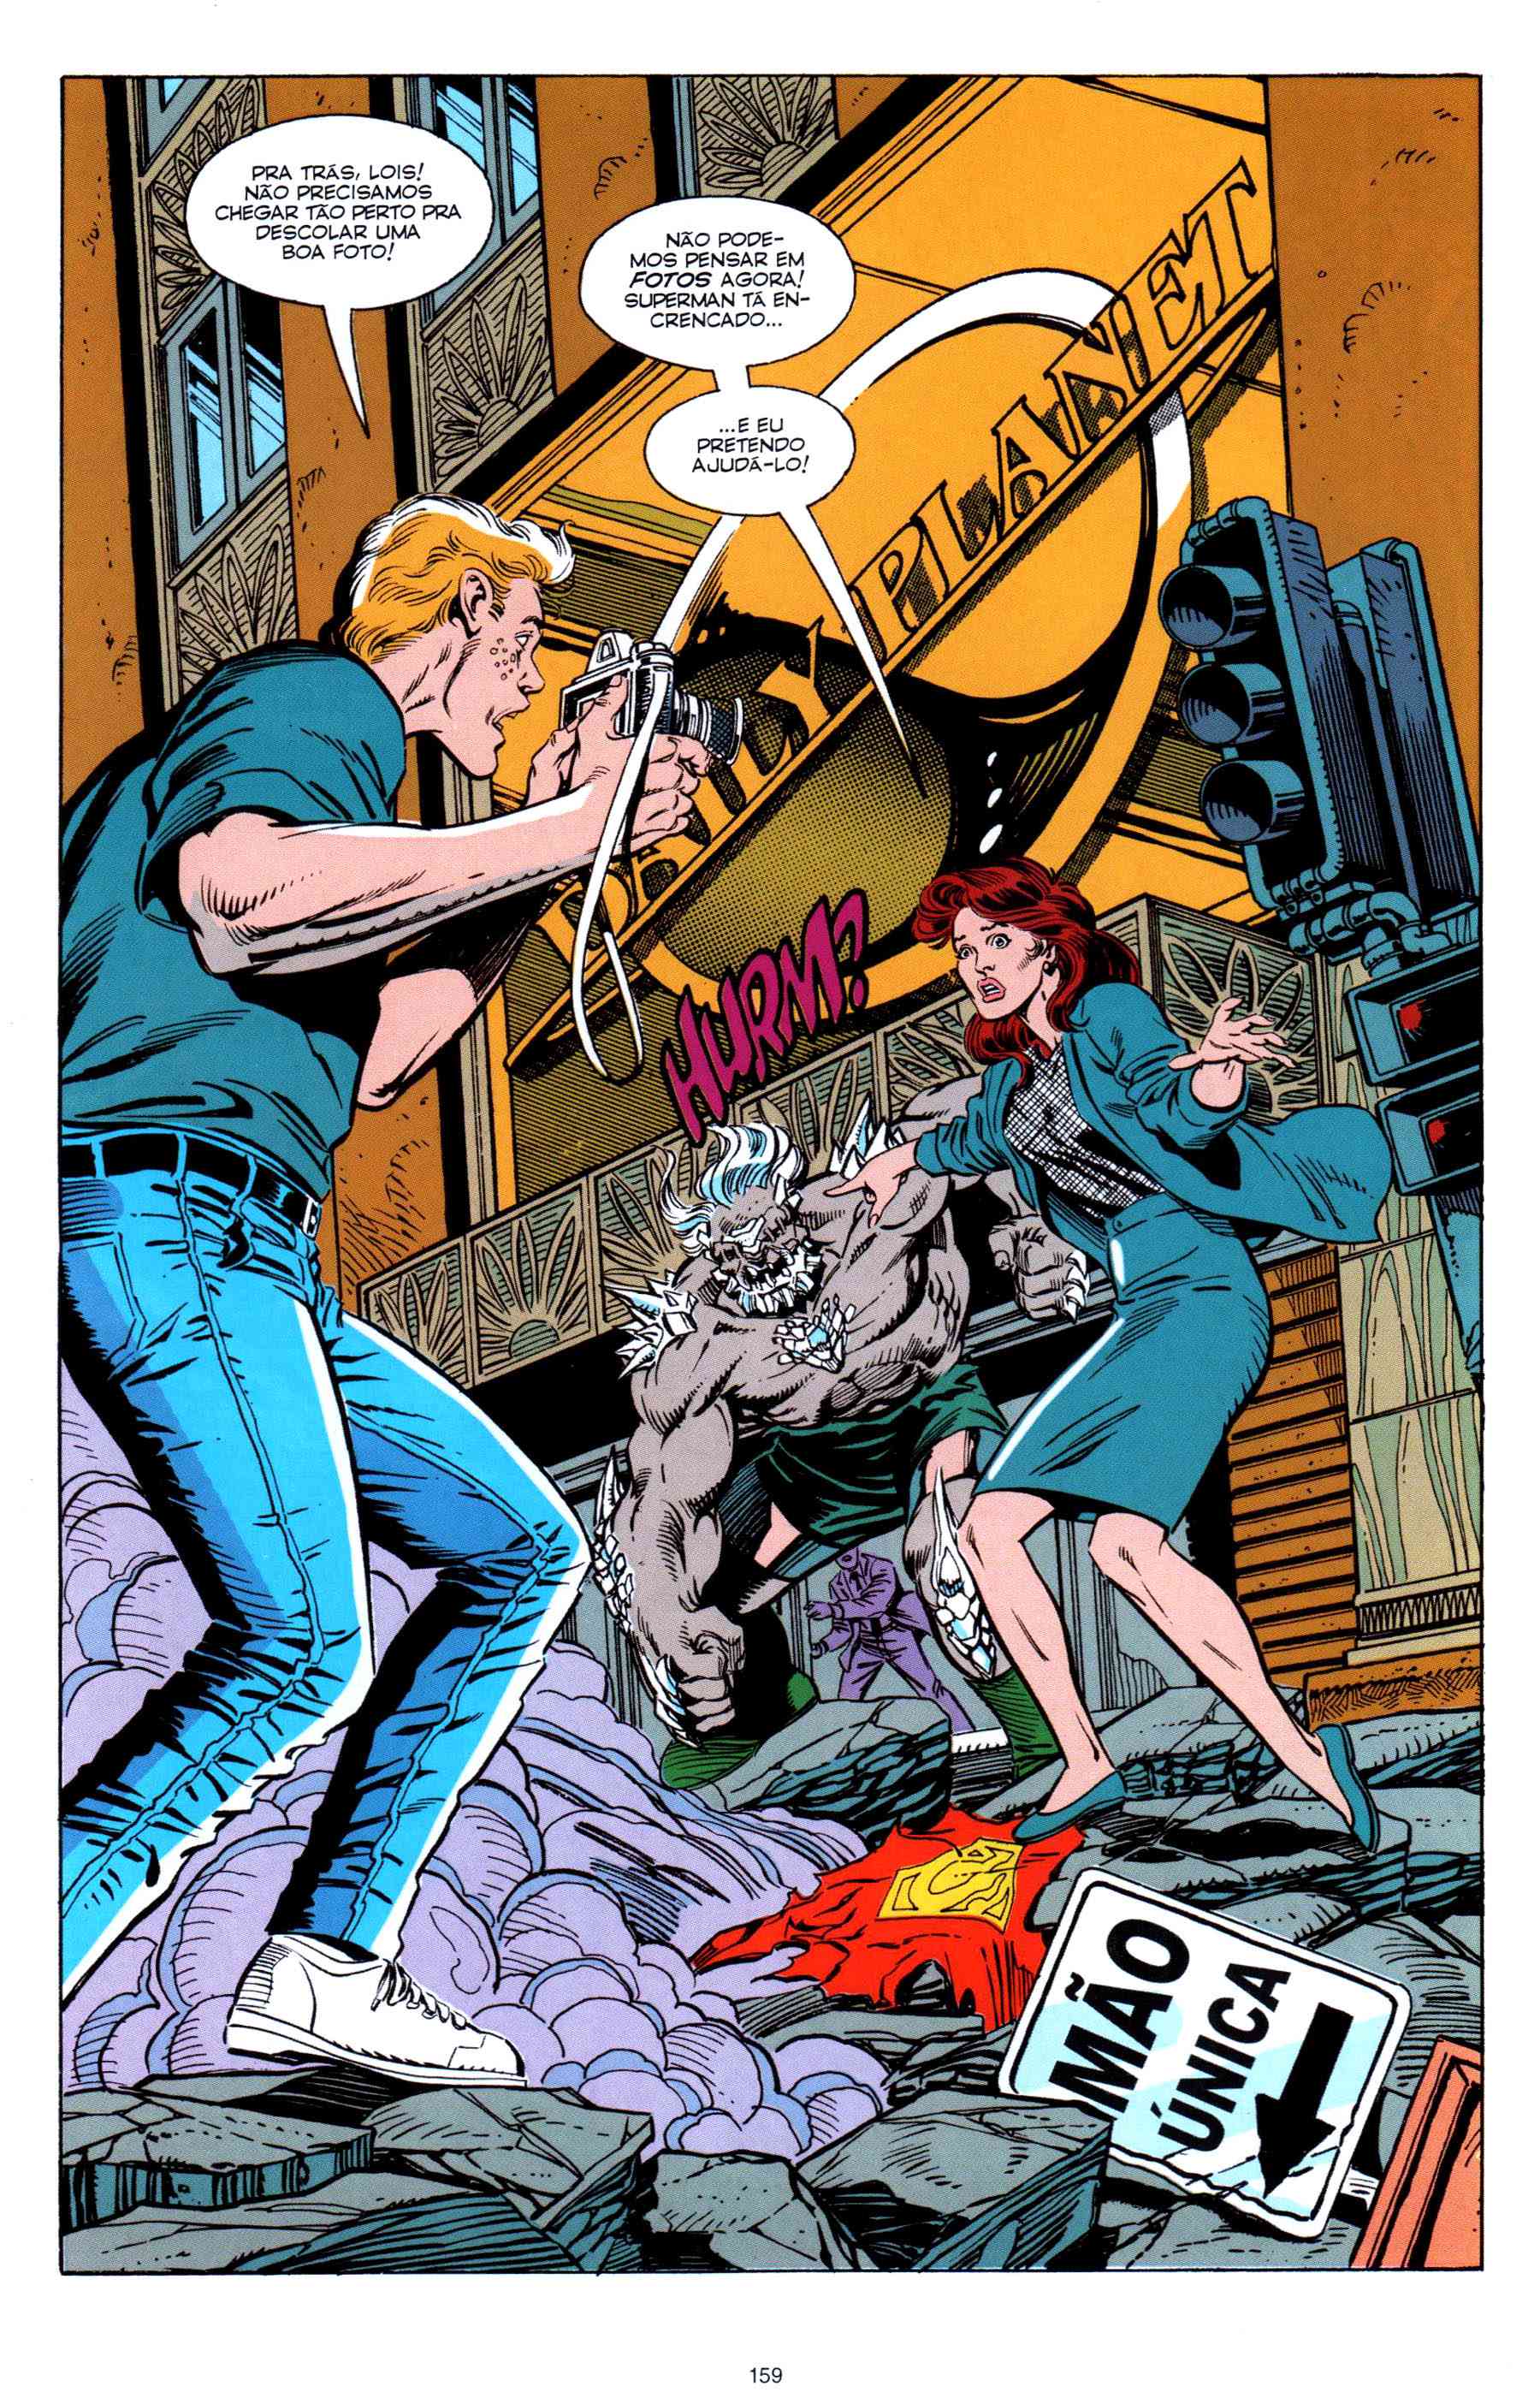 PRA TRÁS, LOIS!
NÃO PRECISAMOS
CHEGAR TÃO PERTO PRA
DESCOLAR UMA
BOA FOTO!
NÃO PODE-
MOS PENSAR EM
FOTOS AGORA!
SUPERMAN TÁ EN-
CRENCADO...
...E EU
PRETENDO
AJUDÁ-LO!
DAILY PLANET
HURM?
S
MÃO
ÚNICA
159